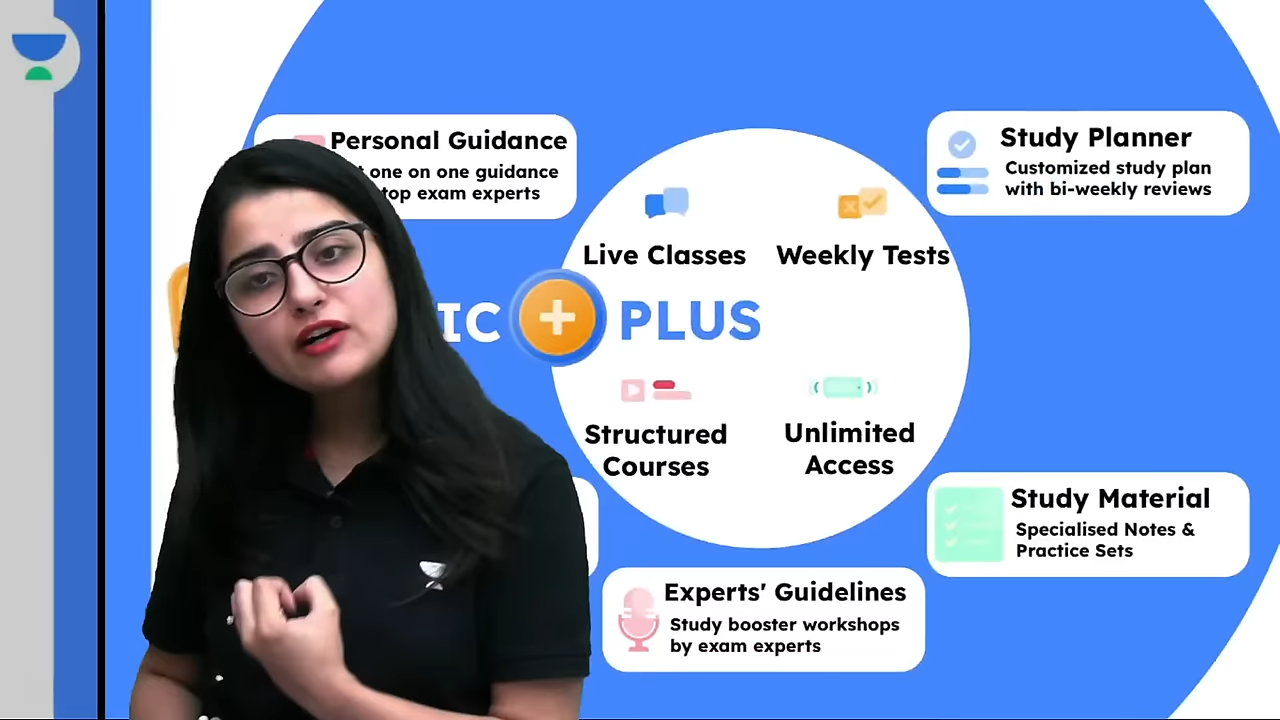 Personal Guidance
one on one guidance
top exam experts
Study Planner
Customized study plan
with bi-weekly reviews
Live Classes
Weekly Tests
PLUS
Structured
Courses
Unlimited
Access
Study Material
Specialised Notes &
Practice Sets
Experts' Guidelines
Study booster workshops
by exam experts